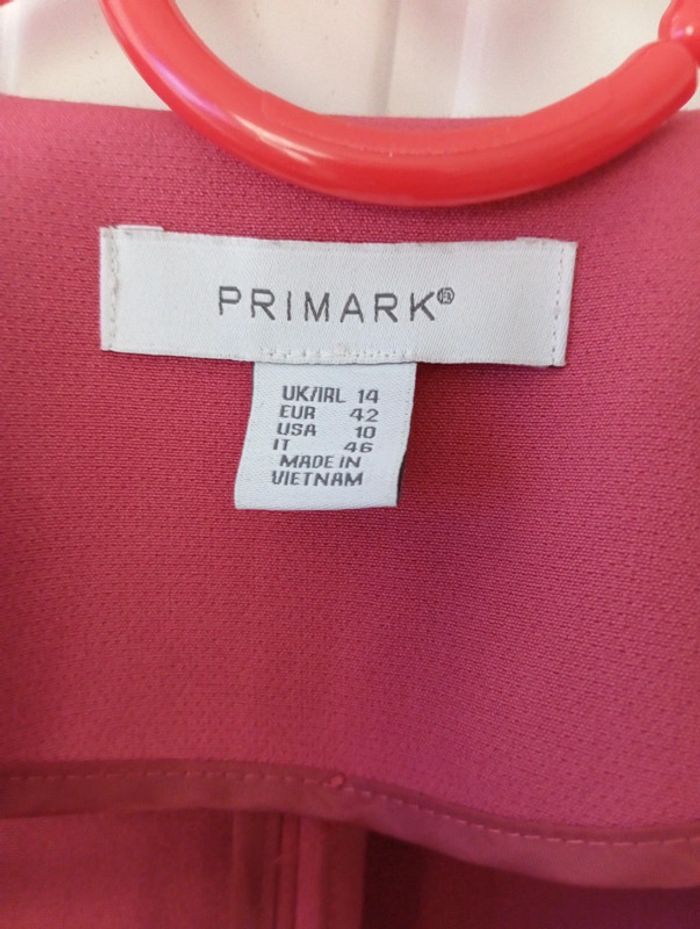 PRIMARK®
UK/IRL 14
EUR 42
USA 10
IT 46
MADE IN
VIETNAM